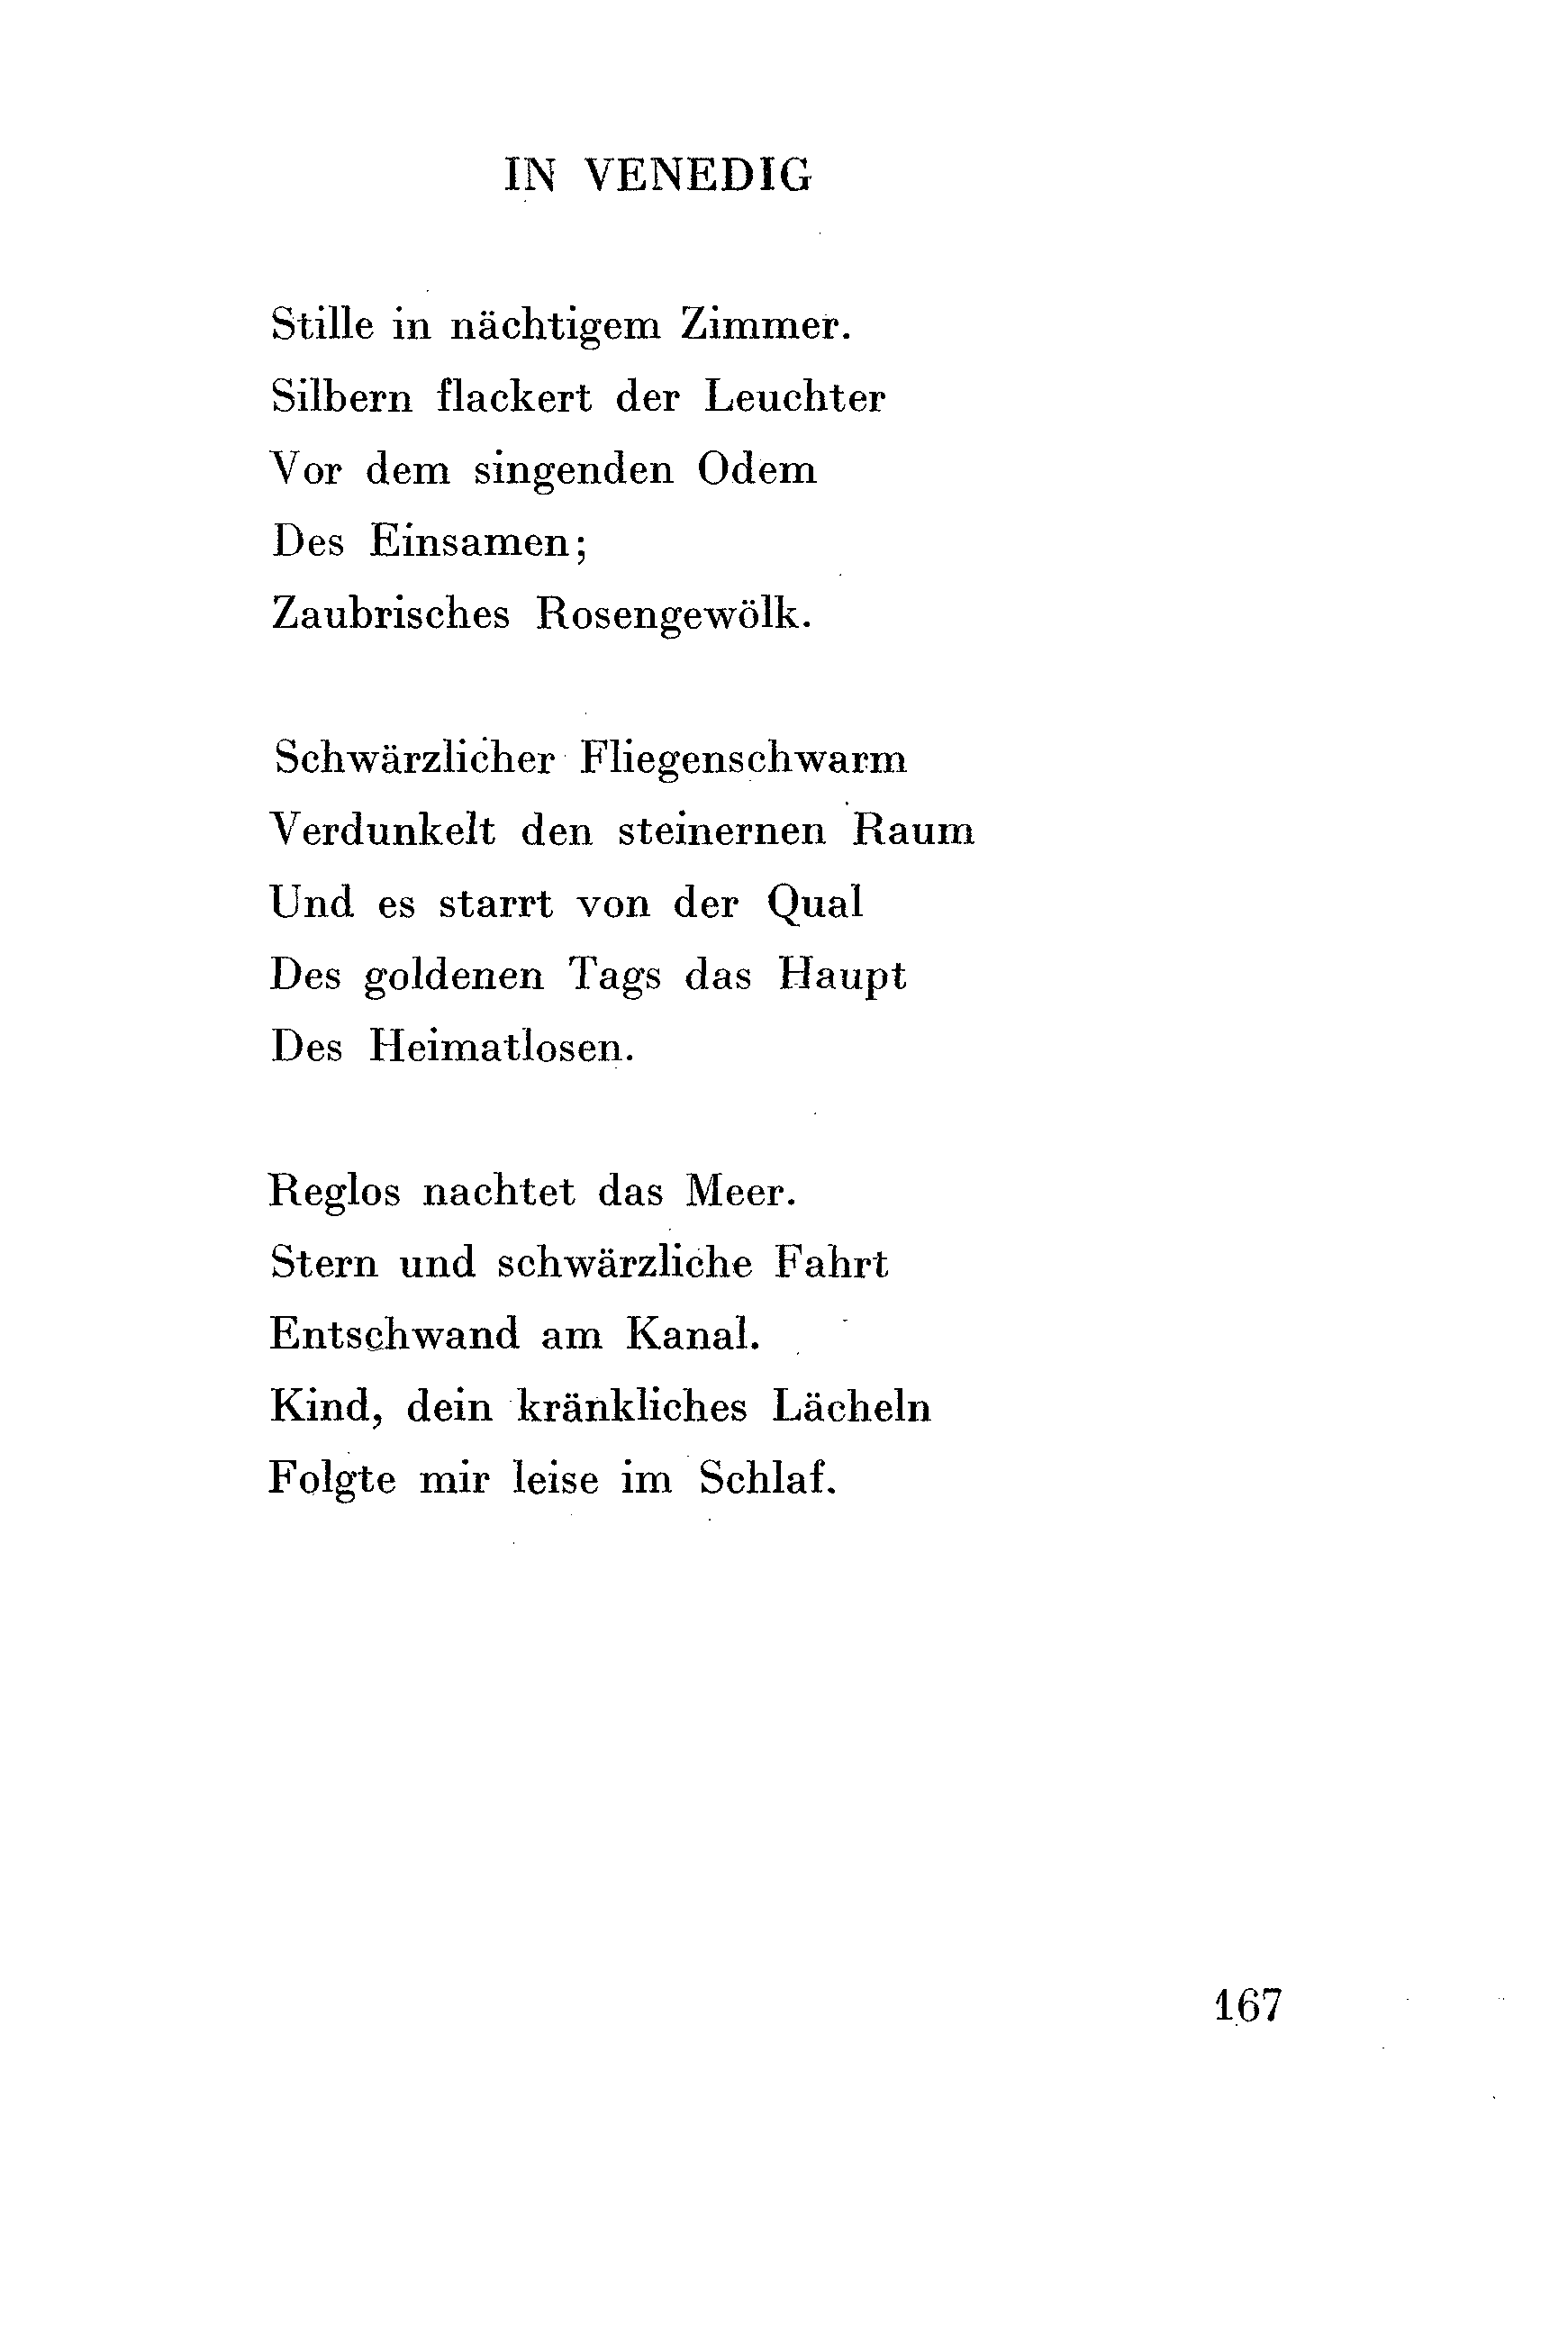 IN VENEDIG
Stille in nächtigem Zimmer.
Silbern flackert der Leuchter
Vor dem singenden Odem
Des Einsamen;
Zaubrisches Rosengewölk.
Schwärzlicher Fliegenschwarm
Verdunkelt den steinernen Raum
Und es starrt von der Qual
Des goldenen Tags das Haupt
Des Heimatlosen.
Reglos nachtet das Meer.
Stern und schwärzliche Fahrt
Entschwand am Kanal.
Kind, dein kränkliches Lächeln
Folgte mir leise im Schlaf.
167